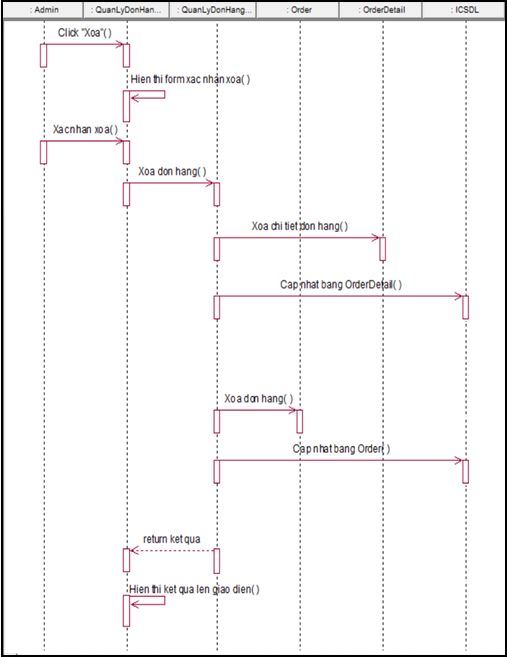 : Admin
: QuanLyDonHan...
: QuanLyDonHang...
: Order
: OrderDetail
: ICSDL
Click "Xoa"( )
Hien thi form xac nhan xoa( )
Xac nhan xoa( )
Xoa don hang( )
Xoa chi tiet don hang( )
Cap nhat bang OrderDetail( )
Xoa don hang( )
Cap nhat bang Order( )
return ket qua
Hien thi ket qua len giao dien( )